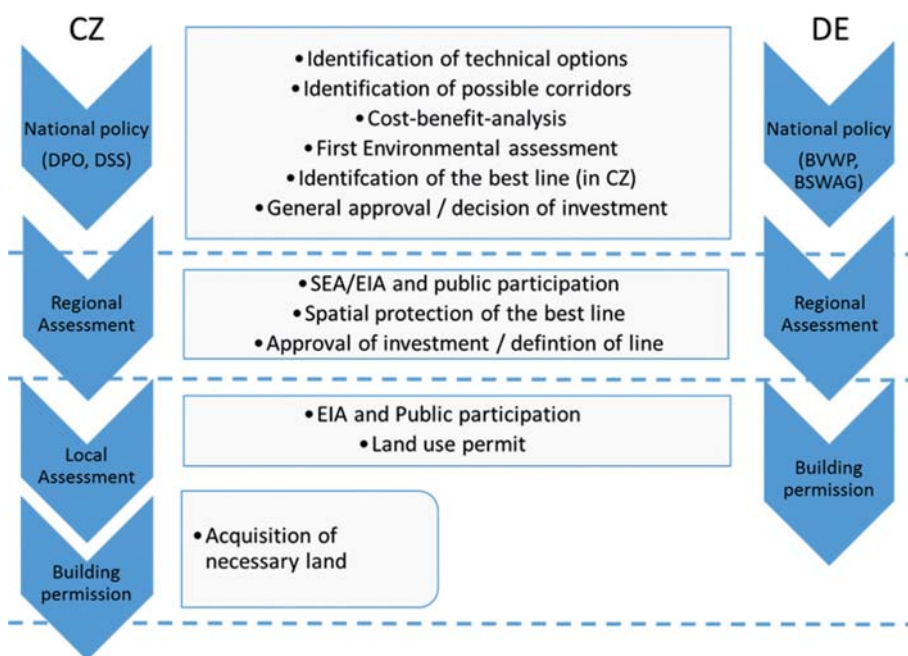 CZ
DE
National policy
(DPO, DSS)
•Identification of technical options
•Identification of possible corridors
•Cost-benefit-analysis
•First Environmental assessment
•Identifcation of the best line (in CZ)
•General approval / decision of investment
National policy
(BVWP,
BSWAG)
Regional
Assessment
•SEA/EIA and public participation
•Spatial protection of the best line
•Approval of investment / defintion of line
Regional
Assessment
Local
Assessment
•EIA and Public participation
•Land use permit
Building
permission
Building
permission
•Acquisition of
necessary land